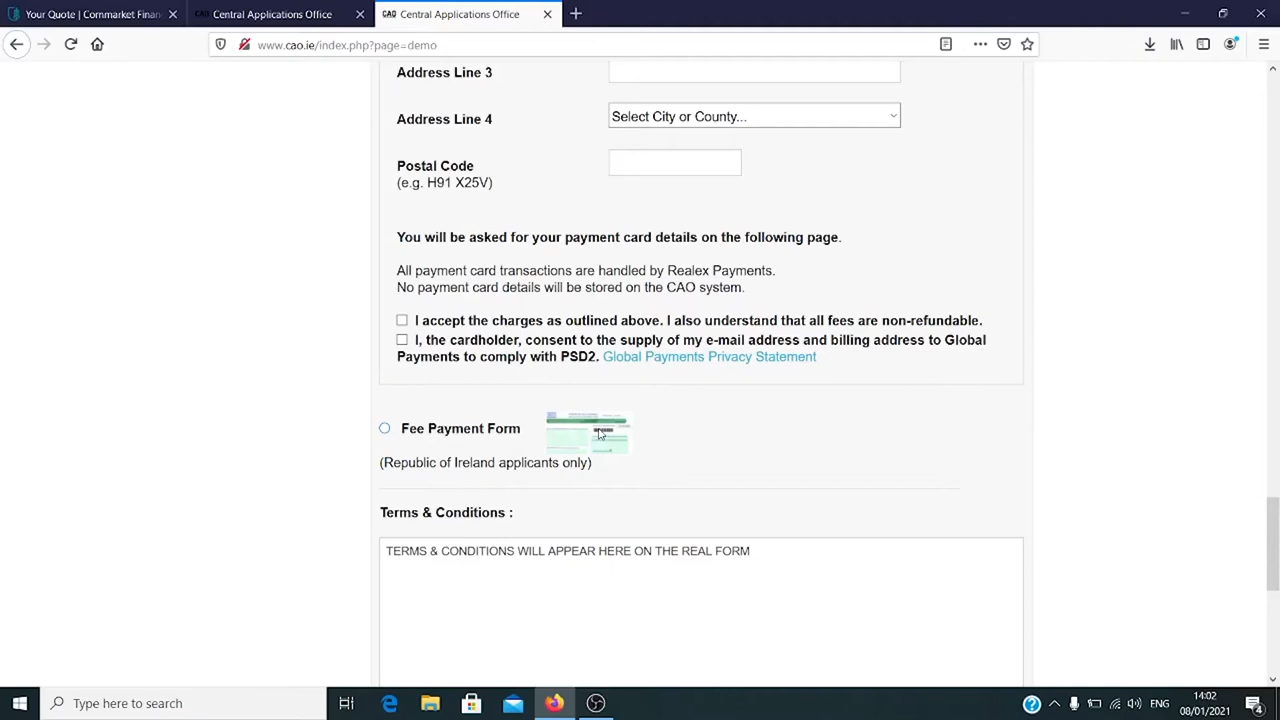 Your Quote | Cornmarket Finan
CAO Central Applications Office
CAO Central Applications Office
www.cao.ie/index.php?page=demo
Address Line 3
Address Line 4
Select City or County...
Postal Code
(e.g. H91 X25V)
You will be asked for your payment card details on the following page.
All payment card transactions are handled by Realex Payments.
No payment card details will be stored on the CAO system.
I accept the charges as outlined above. I also understand that all fees are non-refundable.
I, the cardholder, consent to the supply of my e-mail address and billing address to Global
Payments to comply with PSD2. Global Payments Privacy Statement
Fee Payment Form
(Republic of Ireland applicants only)
Terms & Conditions :
TERMS & CONDITIONS WILL APPEAR HERE ON THE REAL FORM
Type here to search
ENG
14:02
08/01/2021
4